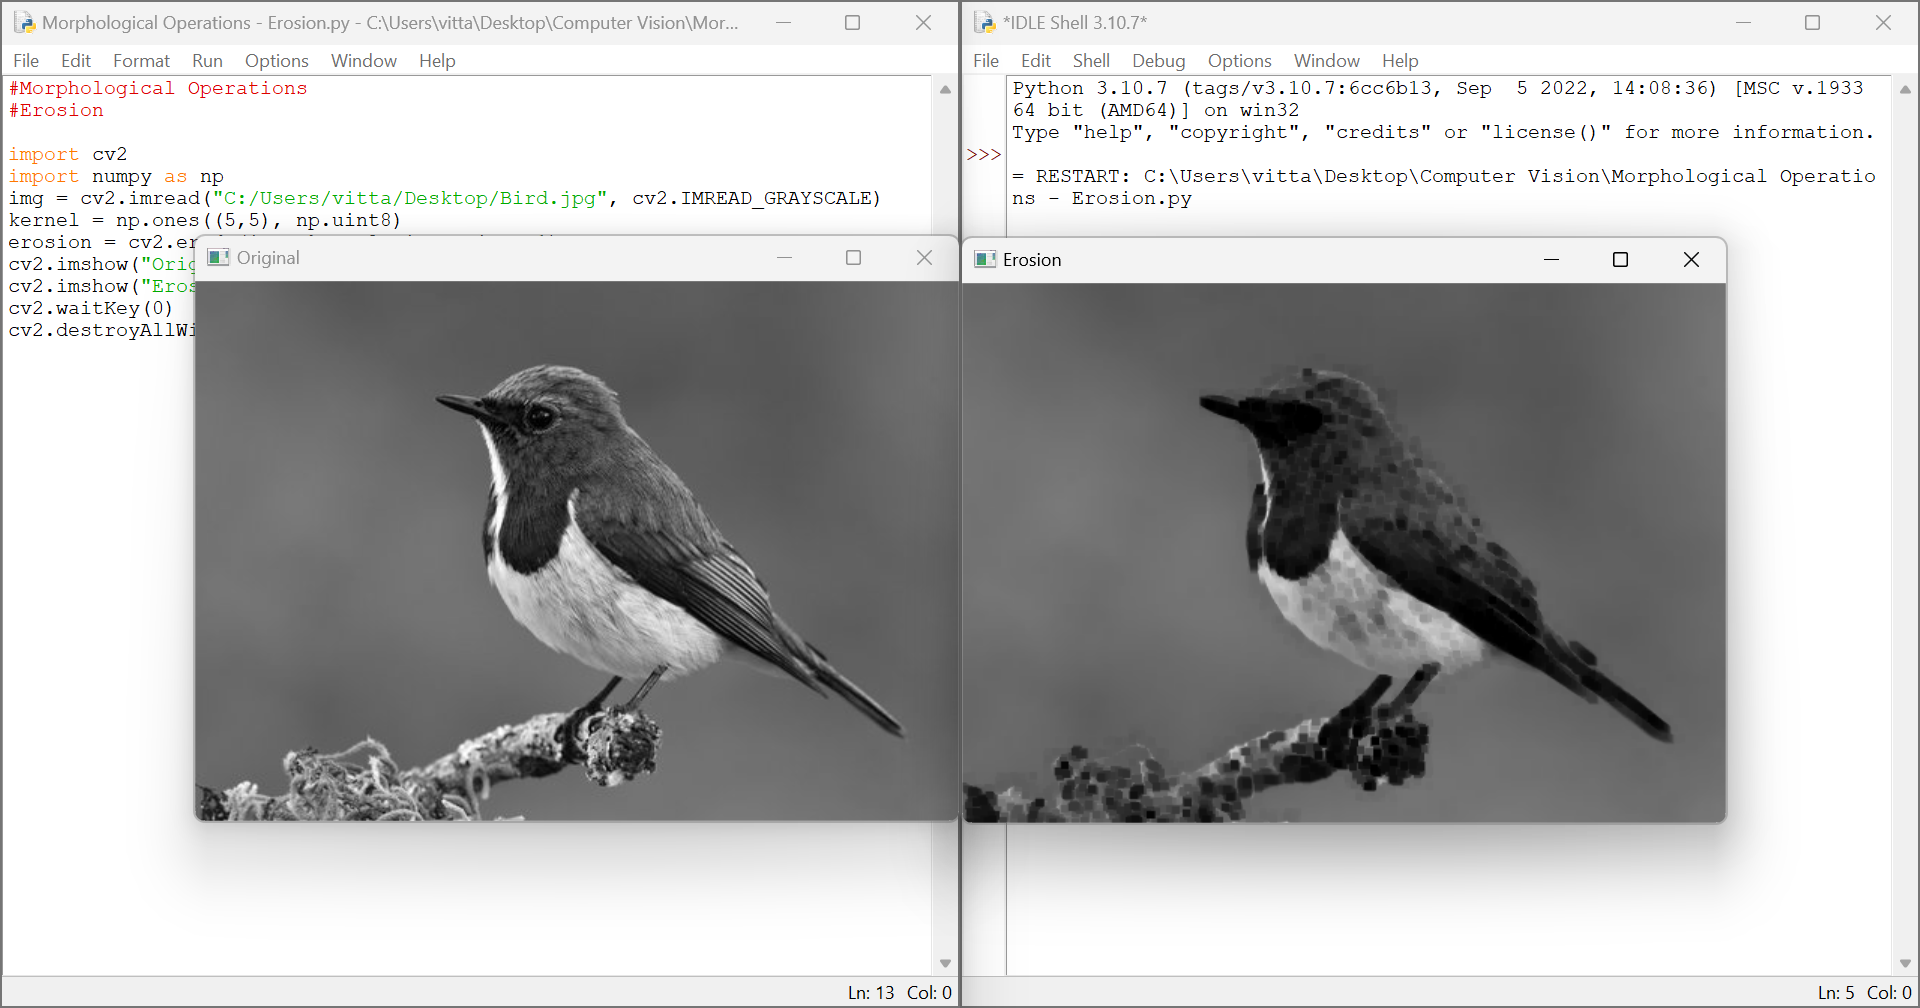 Morphological Operations - Erosion.py - C:\Users\vitta\Desktop\Computer Vision\Mor...
File Edit Format Run Options Window Help
#Morphological Operations
#Erosion
import cv2
import numpy as np
img = cv2.imread("C:/Users/vitta/Desktop/Bird.jpg", cv2.IMREAD_GRAYSCALE)
kernel = np.ones((5,5), np.uint8)
erosion = cv2.er
cv2.imshow("Orig
cv2.imshow("Eros
cv2.waitKey(0)
cv2.destroyAllWi
Original
Ln: 13 Col: 0
*IDLE Shell 3.10.7*
File Edit Shell Debug Options Window Help
Python 3.10.7 (tags/v3.10.7:6cc6b13, Sep  5 2022, 14:08:36) [MSC v.1933
64 bit (AMD64)] on win32
Type "help", "copyright", "credits" or "license()" for more information.
>>>
= RESTART: C:\Users\vitta\Desktop\Computer Vision\Morphological Operatio
ns - Erosion.py
Erosion
Ln: 5 Col: 0